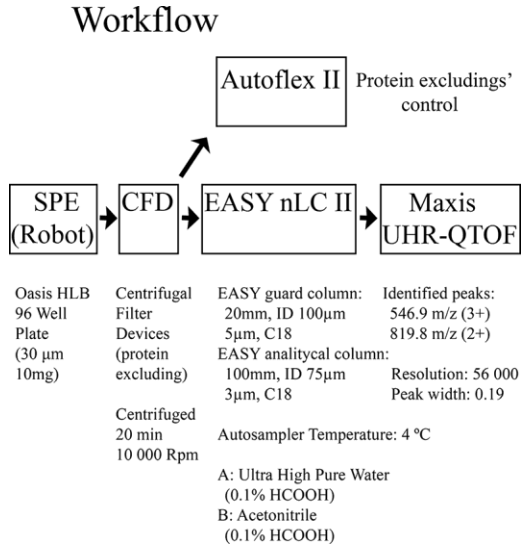 Workflow
Autoflex II
Protein excludings'
control
SPE
(Robot)
CFD
EASY nLC II
Maxis
UHR-QTOF
Oasis HLB
96 Well
Plate
(30 μm
10mg)
Centrifugal
Filter
Devices
(protein
excluding)
Centrifuged
20 min
10 000 Rpm
EASY guard column:
20mm, ID 100μm
5μm, C18
EASY analitycal column:
100mm, ID 75μm
3μm, C18
Autosampler Temperature: 4 ºC
A: Ultra High Pure Water
(0.1% HCOOH)
B: Acetonitrile
(0.1% HCOOH)
Identified peaks:
546.9 m/z (3+)
819.8 m/z (2+)
Resolution: 56 000
Peak width: 0.19